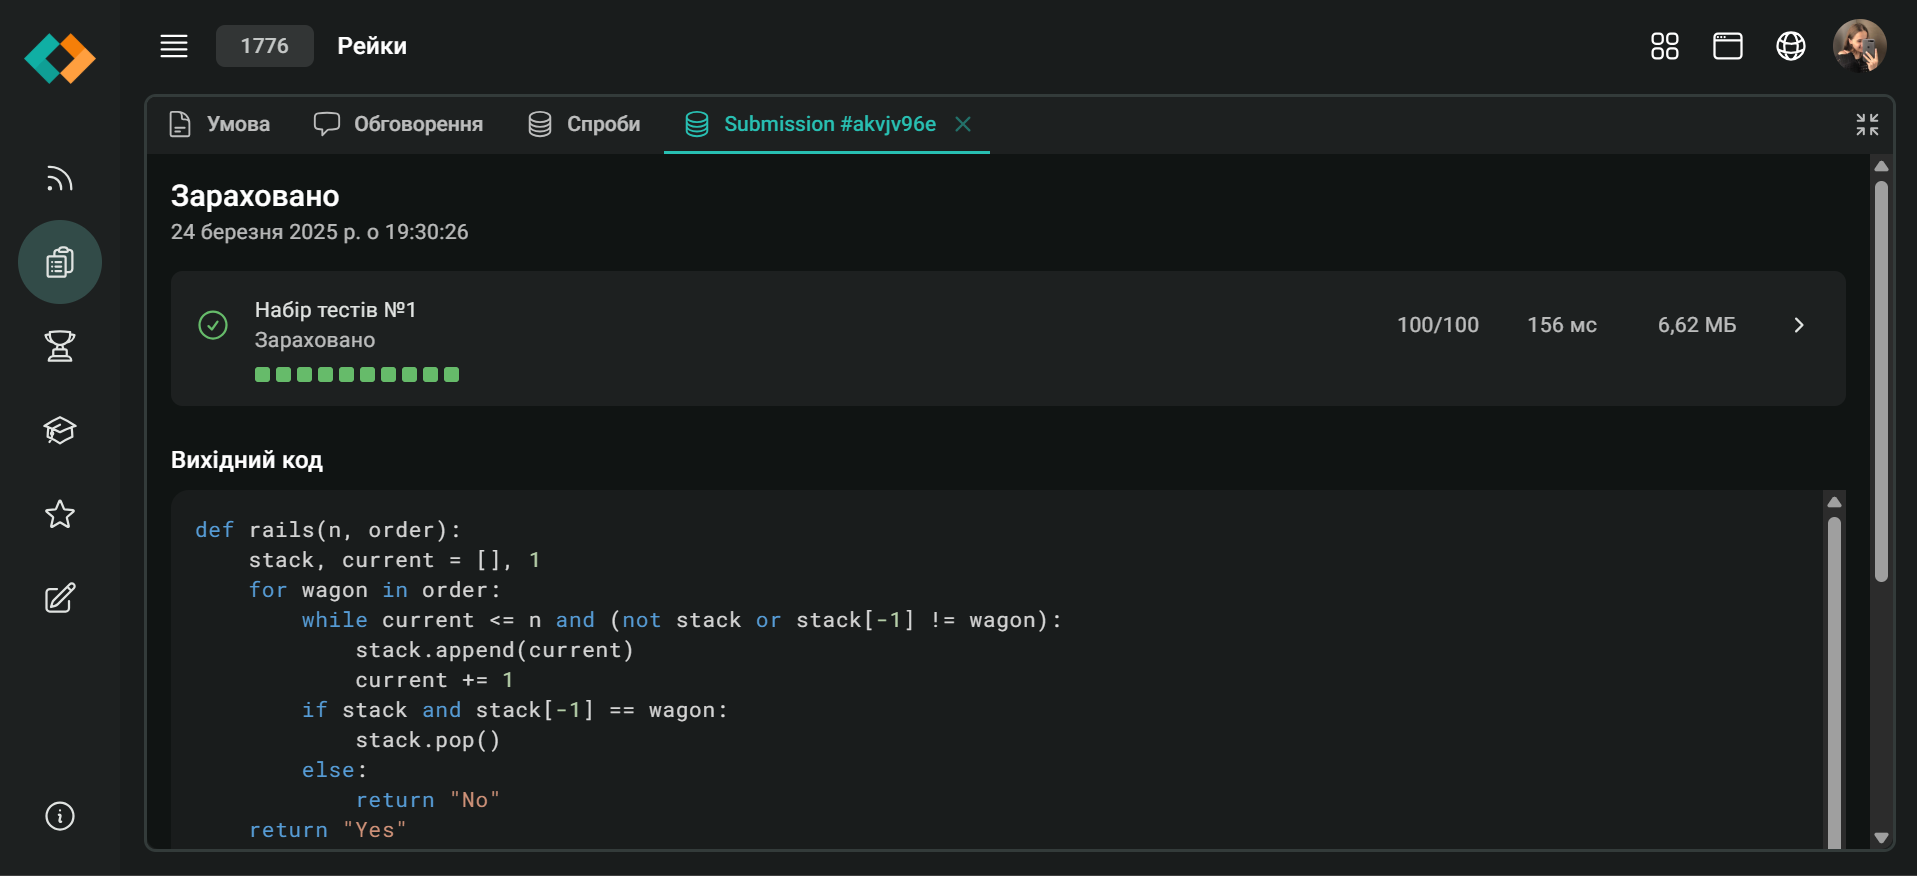 1776 Рейки
Умова Обговорення Спроби Submission #akvjv96e
Зараховано
24 березня 2025 р. о 19:30:26
Набір тестів №1
Зараховано
100/100 156 мс 6,62 МБ
Вихідний код
def rails(n, order):
    stack, current = [], 1
    for wagon in order:
        while current <= n and (not stack or stack[-1] != wagon):
            stack.append(current)
            current += 1
        if stack and stack[-1] == wagon:
            stack.pop()
        else:
            return "No"
    return "Yes"